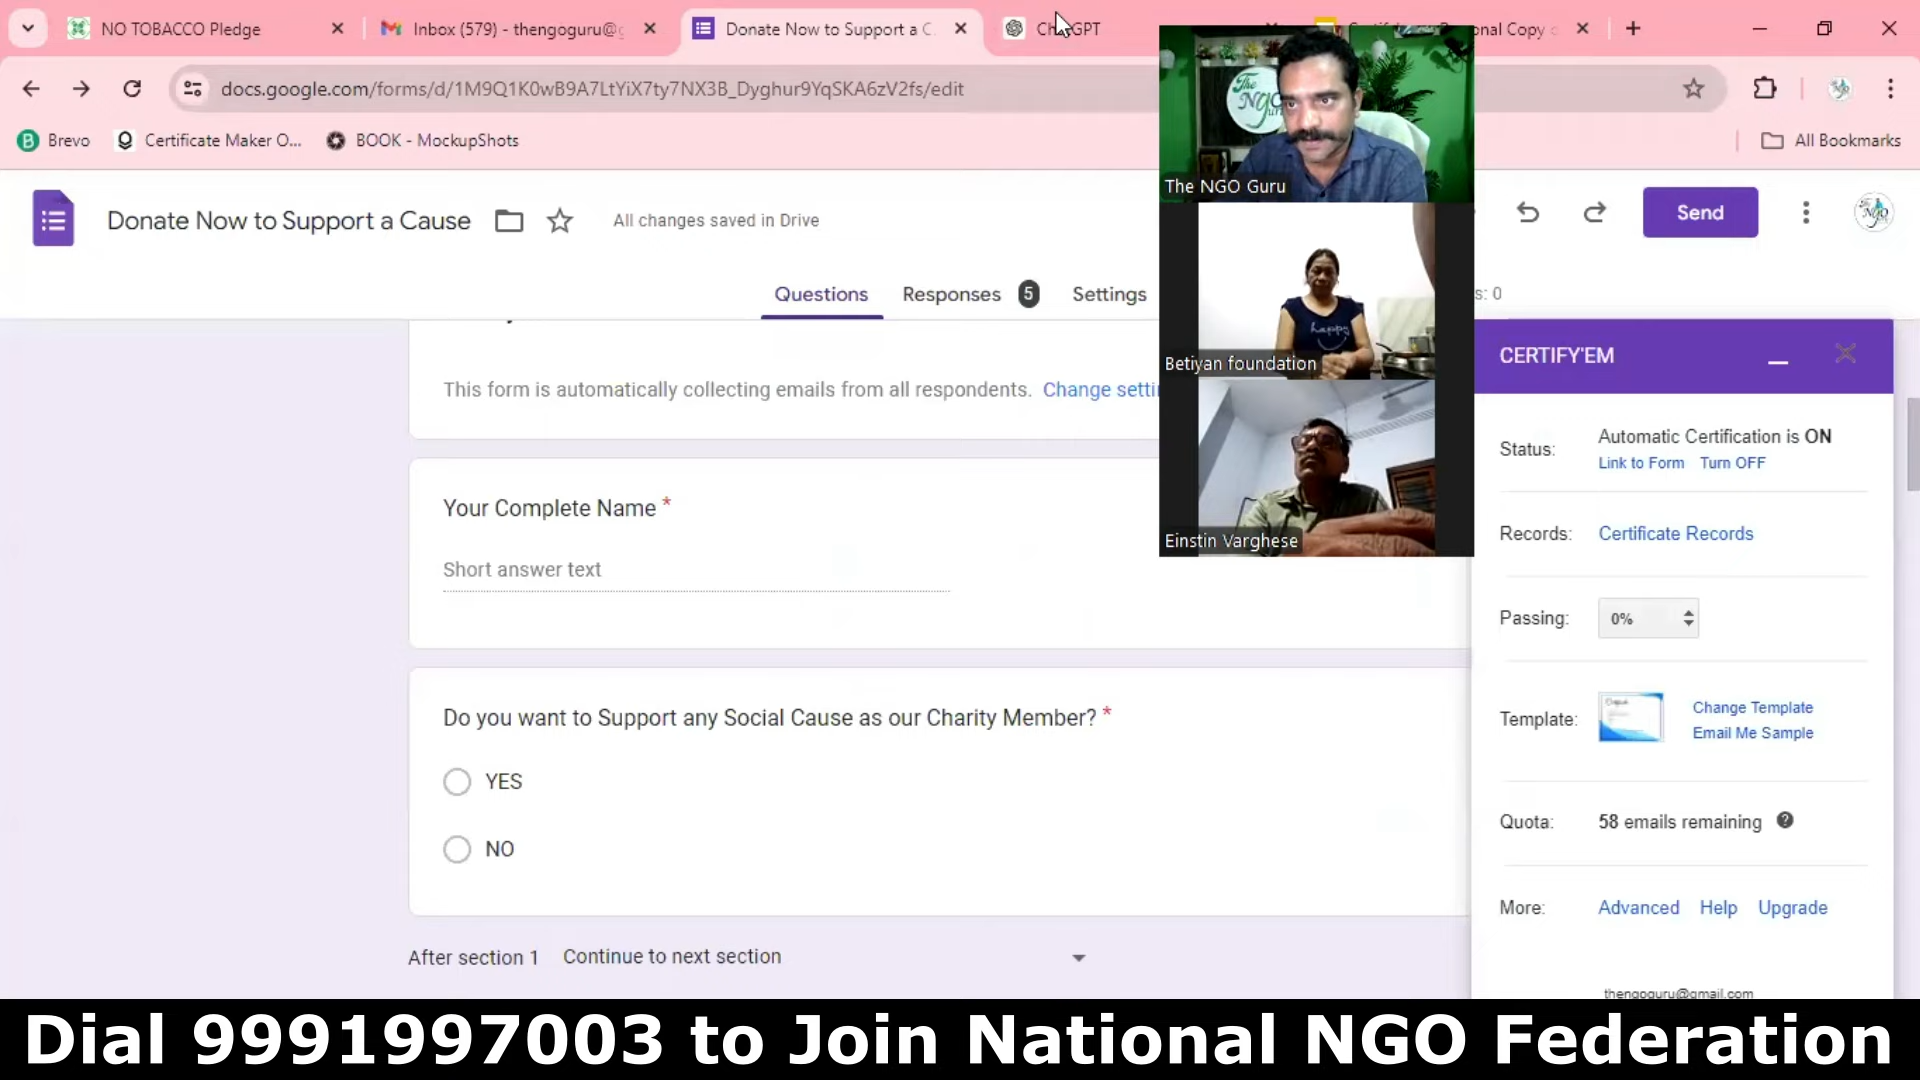 NO TOBACCO Pledge
Inbox (579) - thengoguru@g
Donate Now to Support a C
ChatGPT
onal Copy
docs.google.com/forms/d/1M9Q1K0wB9A7LtYiX7ty7NX3B_Dyghur9YqSKA6zV2fs/edit
Brevo
Certificate Maker O...
BOOK - MockupShots
All Bookmarks
The NGO Guru
Donate Now to Support a Cause
All changes saved in Drive
Send
Questions
Responses 5
Settings
s: 0
This form is automatically collecting emails from all respondents. Change setti
Your Complete Name *
Short answer text
Do you want to Support any Social Cause as our Charity Member? *
YES
NO
After section 1 Continue to next section
happy
Betiyan foundation
Einstin Varghese
CERTIFY'EM
Status: Automatic Certification is ON
Link to Form Turn OFF
Records: Certificate Records
Passing: 0%
Template: Change Template
Email Me Sample
Quota: 58 emails remaining
More: Advanced Help Upgrade
thengoguru@gmail.com
Dial 9991997003 to Join National NGO Federation